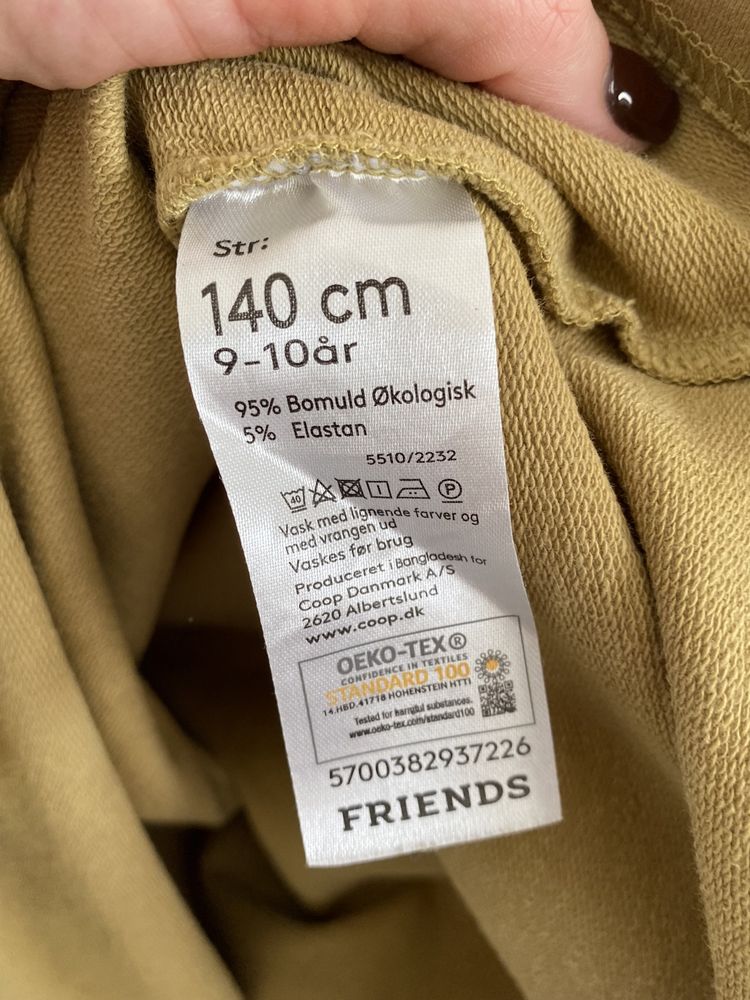 Str:
140 cm
9-10år
95% Bomuld Økologisk
5% Elastan
5510/2232
40 P
Vask med lignende farver og
med vrangen ud
Vaskes før brug
Produceret i Bangladesh for
Coop Danmark A/S
2620 Albertslund
www.coop.dk
OEKO-TEX®
CONFIDENCE IN TEXTILES
STANDARD 100
14.HBD.41718 HOHENSTEIN HTTI
Tested for harmful substances.
www.oeko-tex.com/standard100
5700382937226
FRIENDS